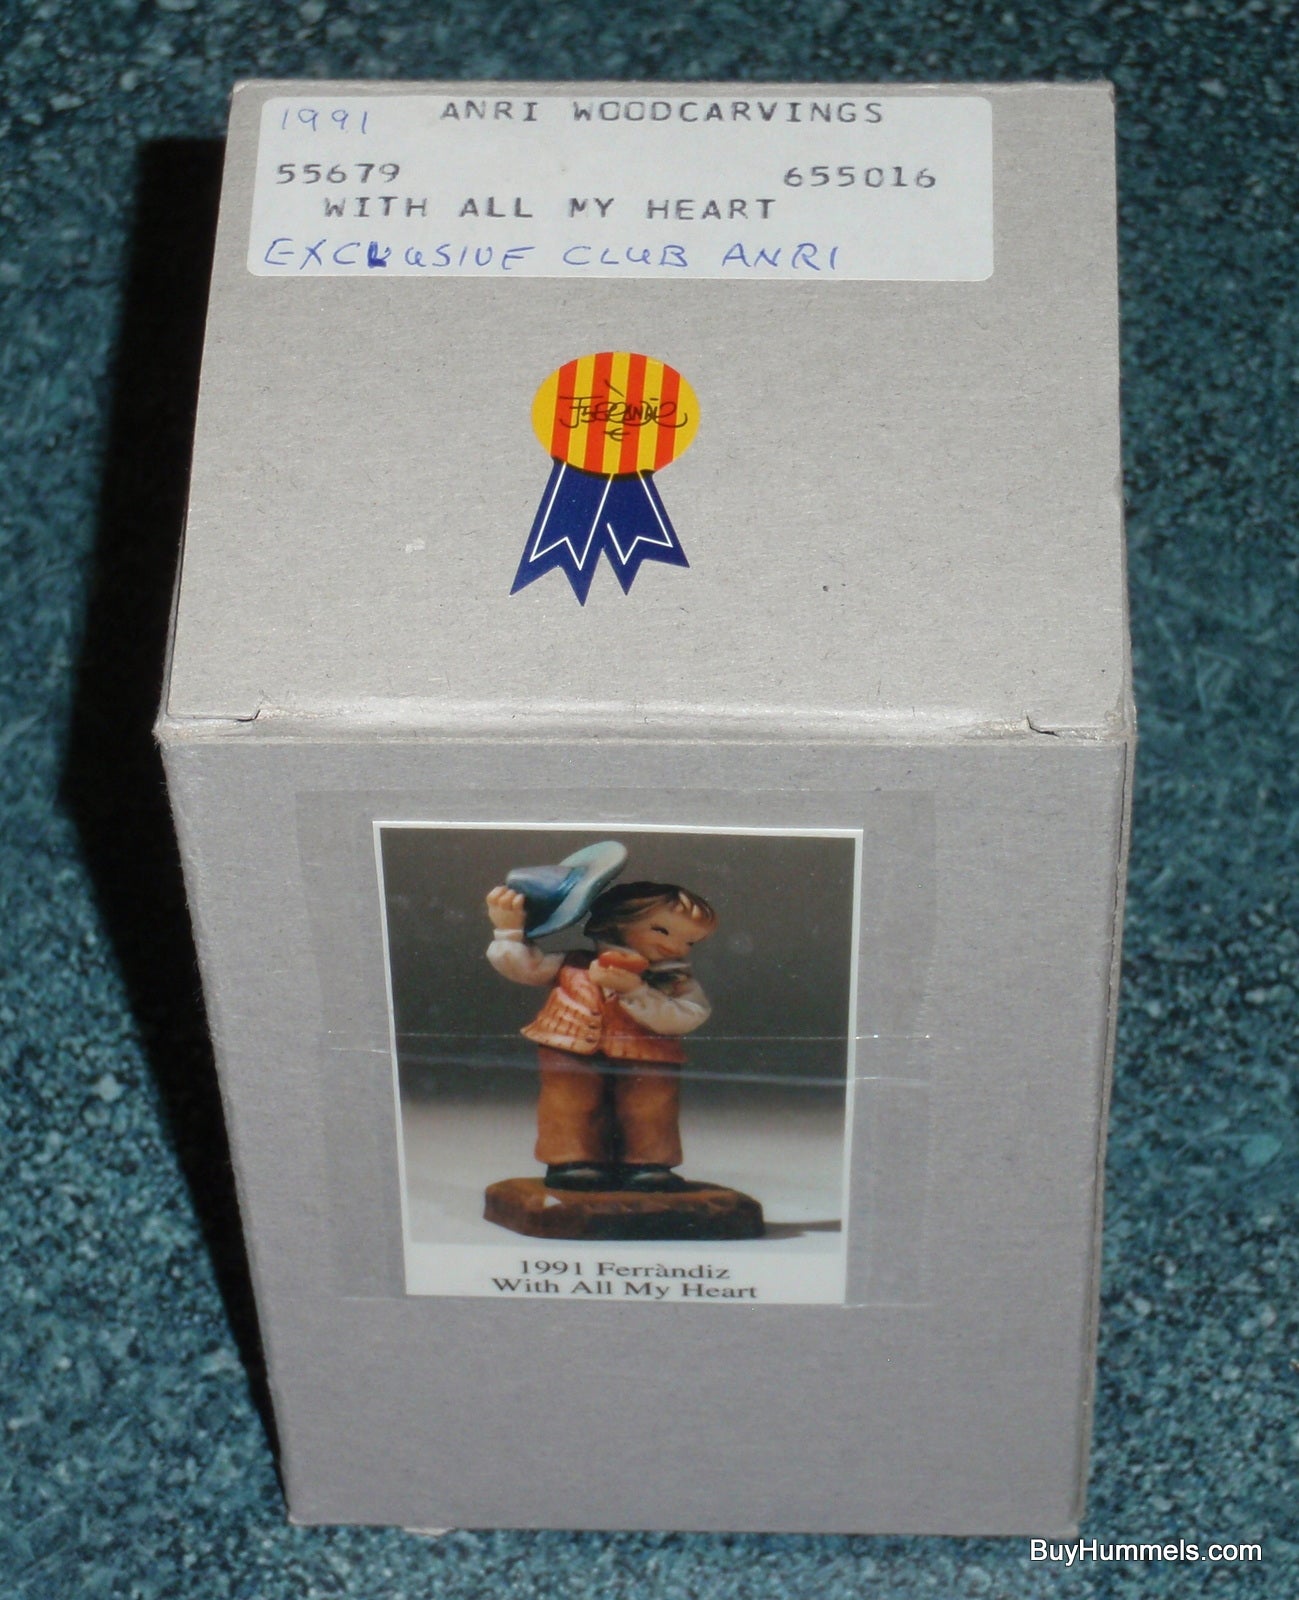 1991 ANRI WOODCARVINGS
55679 655016
WITH ALL MY HEART
EXCLUSIVE CLUB ANRI
Ferràndiz
1991 Ferràndiz
With All My Heart
BuyHummels.com